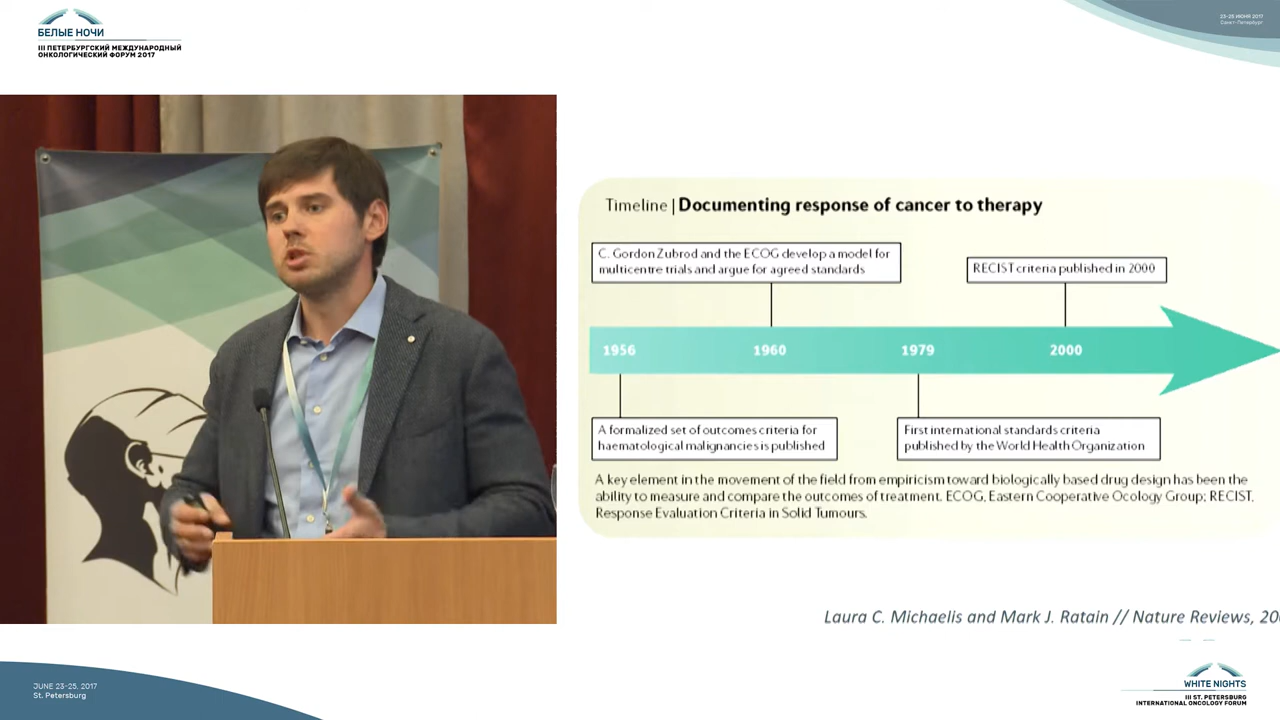 БЕЛЫЕ НОЧИ
III ПЕТЕРБУРГСКИЙ МЕЖДУНАРОДНЫЙ
ОНКОЛОГИЧЕСКИЙ ФОРУМ 2017
23-25 ИЮНЯ 2017
Санкт-Петербург
Timeline | Documenting response of cancer to therapy
C. Gordon Zubrod and the ECOG develop a model for
multicentre trials and argue for agreed standards
RECIST criteria published in 2000
1956 1960 1979 2000
A formalized set of outcomes criteria for
haematological malignancies is published
First international standards criteria
published by the World Health Organization
A key element in the movement of the field from empiricism toward biologically based drug design has been the
ability to measure and compare the outcomes of treatment. ECOG, Eastern Cooperative Ocology Group; RECIST,
Response Evaluation Criteria in Solid Tumours.
Laura C. Michaelis and Mark J. Ratain // Nature Reviews,
JUNE 23-25, 2017
St. Petersburg
WHITE NIGHTS
III ST. PETERSBURG
INTERNATIONAL ONCOLOGY FORUM